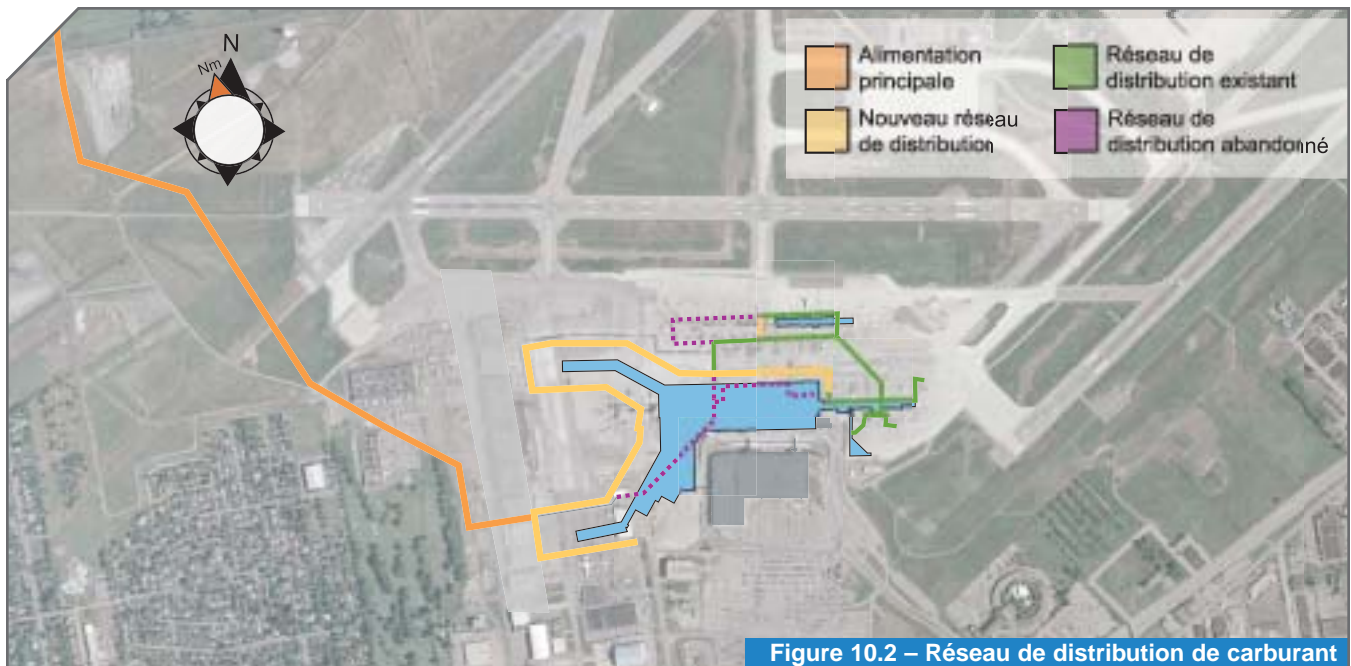 N
Nm
Alimentation
principale
Nouveau réseau
de distribution
Réseau de
distribution existant
Réseau de
distribution abandonné
Figure 10.2 – Réseau de distribution de carburant